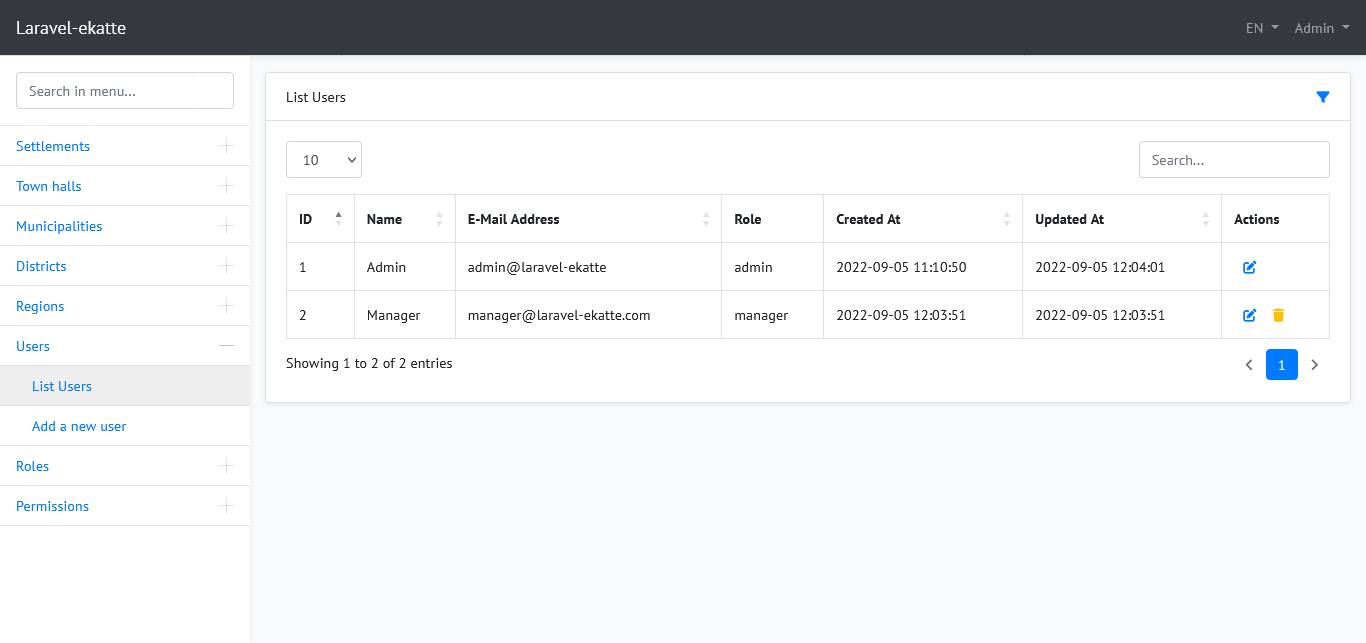 Laravel-ekatte
EN
Admin
Search in menu...
Settlements
Town halls
Municipalities
Districts
Regions
Users
List Users
Add a new user
Roles
Permissions
List Users
10
Search...
ID Name E-Mail Address Role Created At Updated At Actions
1 Admin admin@laravel-ekatte admin 2022-09-05 11:10:50 2022-09-05 12:04:01
2 Manager manager@laravel-ekatte.com manager 2022-09-05 12:03:51 2022-09-05 12:03:51
Showing 1 to 2 of 2 entries
1